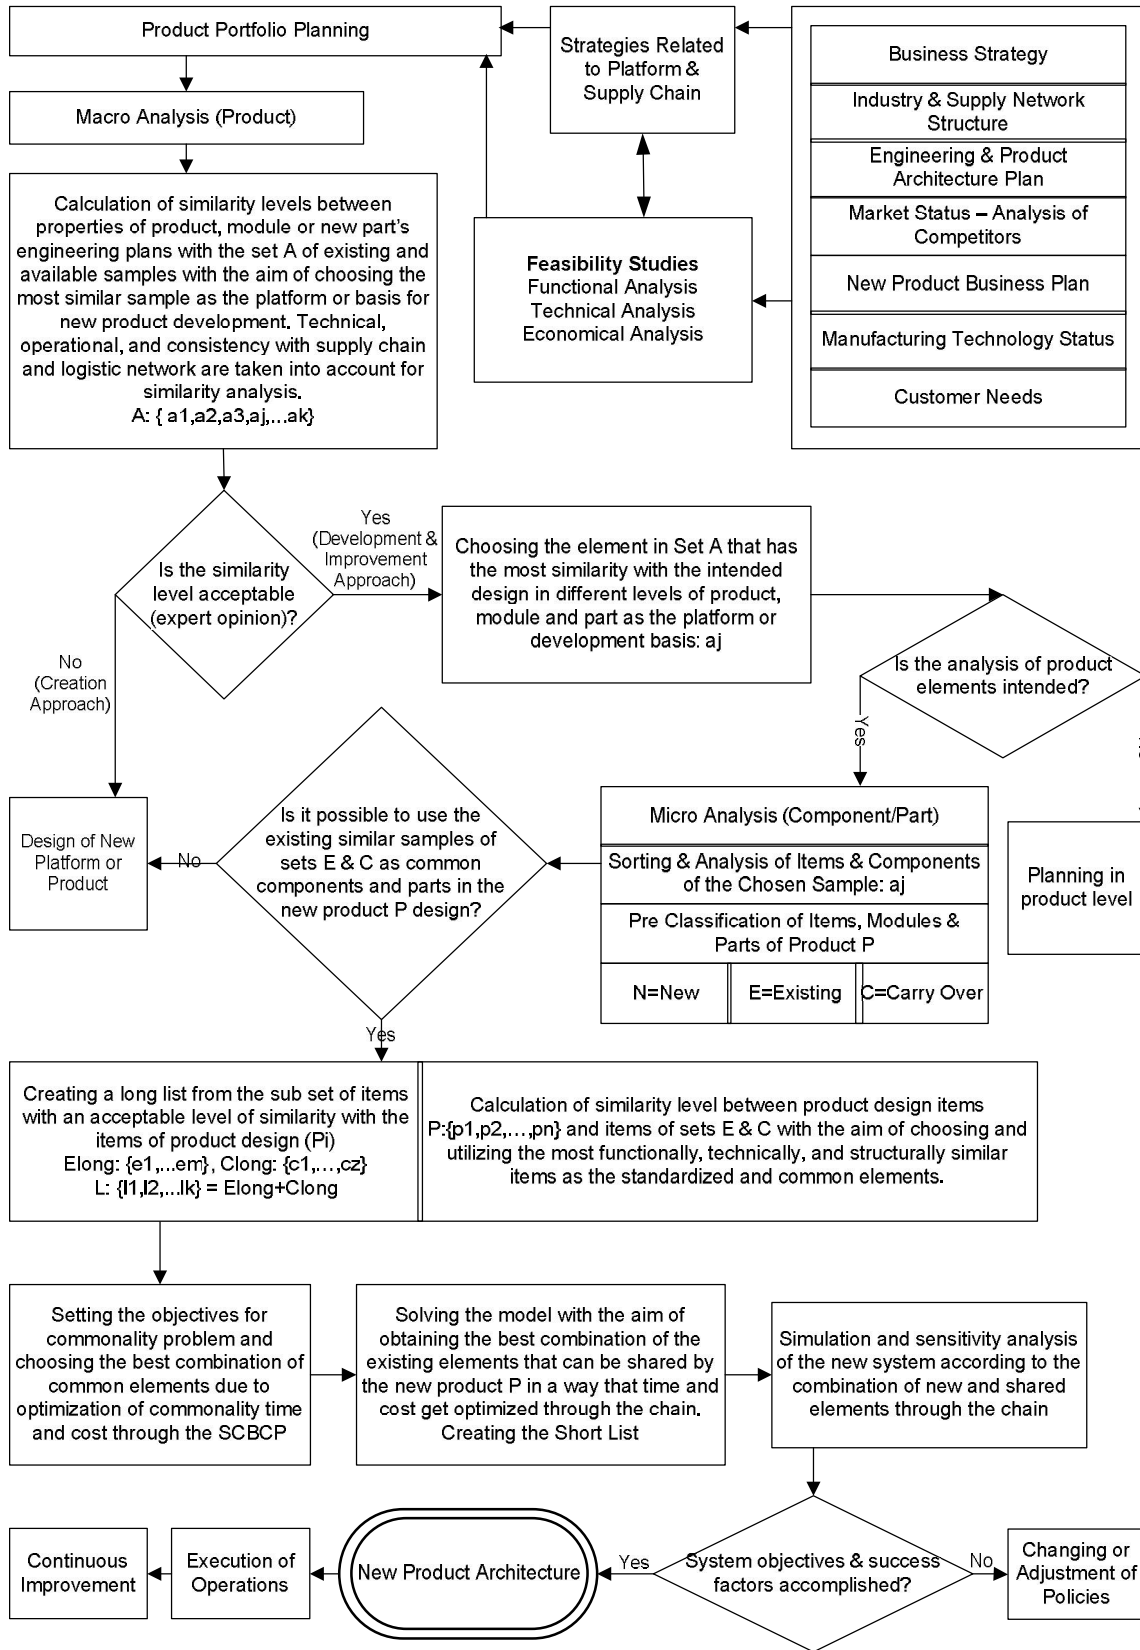 Product Portfolio Planning
Strategies Related
to Platform &
Supply Chain
Business Strategy
Industry & Supply Network
Structure
Engineering & Product
Architecture Plan
Market Status – Analysis of
Competitors
New Product Business Plan
Manufacturing Technology Status
Customer Needs
Macro Analysis (Product)
Feasibility Studies
Functional Analysis
Technical Analysis
Economical Analysis
Calculation of similarity levels between
properties of product, module or new part's
engineering plans with the set A of existing and
available samples with the aim of choosing the
most similar sample as the platform or basis for
new product development. Technical,
operational, and consistency with supply chain
and logistic network are taken into account for
similarity analysis.
A: { a1,a2,a3,aj,...ak}
Is the similarity
level acceptable
(expert opinion)?
Yes
(Development &
Improvement
Approach)
No
(Creation
Approach)
Choosing the element in Set A that has
the most similarity with the intended
design in different levels of product,
module and part as the platform or
development basis: aj
Is the analysis of product
elements intended?
Yes
Planning in
product level
Micro Analysis (Component/Part)
Sorting & Analysis of Items & Components
of the Chosen Sample: aj
Pre Classification of Items, Modules &
Parts of Product P
N=New
E=Existing
C=Carry Over
Is it possible to use the
existing similar samples of
sets E & C as common
components and parts in the
new product P design?
No
Design of New
Platform or
Product
Yes
Creating a long list from the sub set of items
with an acceptable level of similarity with the
items of product design (Pi)
Elong: {e1,...em}, Clong: {c1,...,cz}
L: {l1,l2,...lk} = Elong+Clong
Calculation of similarity level between product design items
P:{p1,p2,...,pn} and items of sets E & C with the aim of choosing and
utilizing the most functionally, technically, and structurally similar
items as the standardized and common elements.
Setting the objectives for
commonality problem and
choosing the best combination of
common elements due to
optimization of commonality time
and cost through the SCBCP
Solving the model with the aim of
obtaining the best combination of the
existing elements that can be shared by
the new product P in a way that time and
cost get optimized through the chain.
Creating the Short List
Simulation and sensitivity analysis
of the new system according to the
combination of new and shared
elements through the chain
System objectives & success
factors accomplished?
No
Changing or
Adjustment of
Policies
Yes
New Product Architecture
Execution of
Operations
Continuous
Improvement